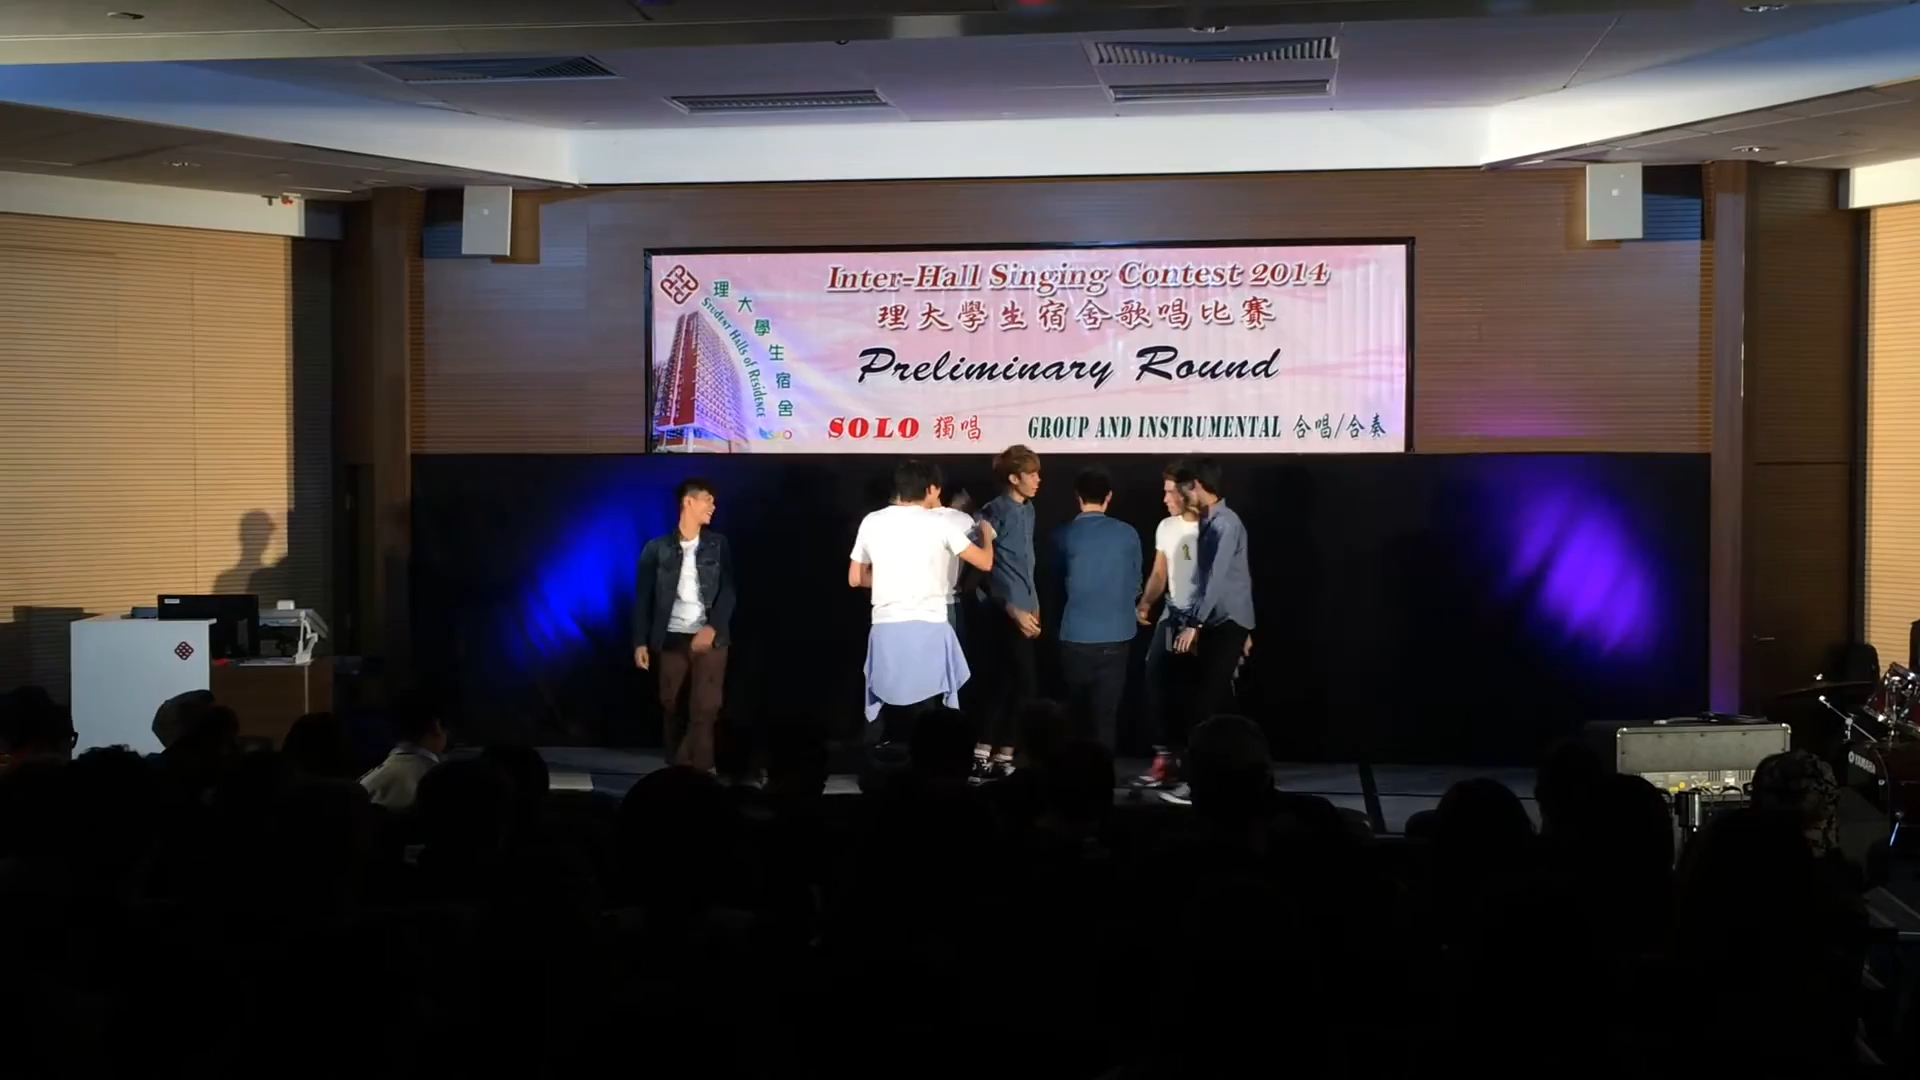 Inter-Hall Singing Contest 2014
理大學生宿舍歌唱比賽
Preliminary Round
SOLO 獨唱 GROUP AND INSTRUMENTAL 合唱/合奏
理大學生宿舍
STUDENT HALLS OF RESIDENCE
YAMAHA